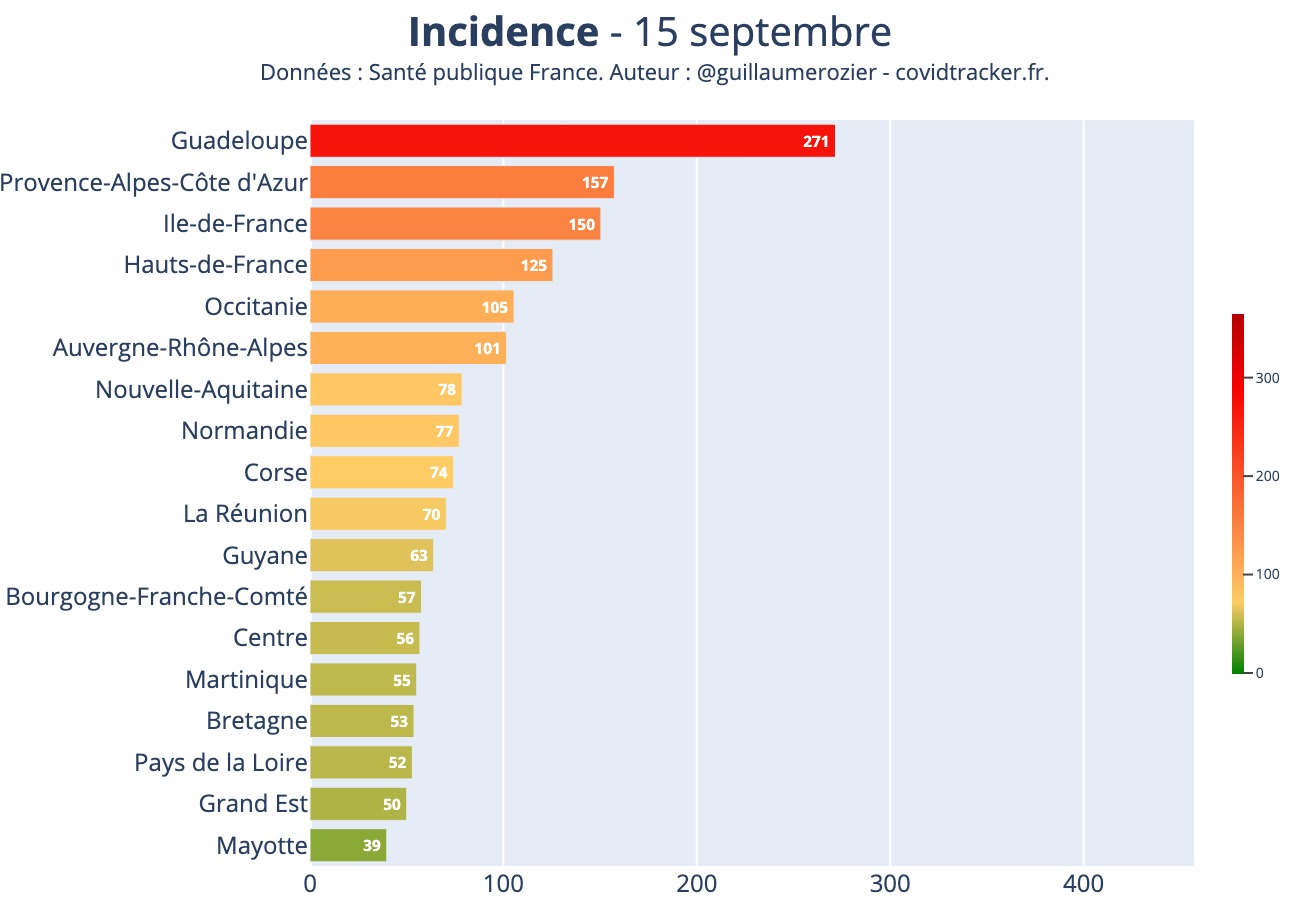 Incidence - 15 septembre
Données : Santé publique France. Auteur : @guillaumerozier - covidtracker.fr.
Guadeloupe 271
Provence-Alpes-Côte d'Azur 157
Ile-de-France 150
Hauts-de-France 125
Occitanie 105
Auvergne-Rhône-Alpes 101
Nouvelle-Aquitaine 78
Normandie 77
Corse 74
La Réunion 70
Guyane 63
Bourgogne-Franche-Comté 57
Centre 56
Martinique 55
Bretagne 53
Pays de la Loire 52
Grand Est 50
Mayotte 39
0 100 200 300 400
300
200
100
0